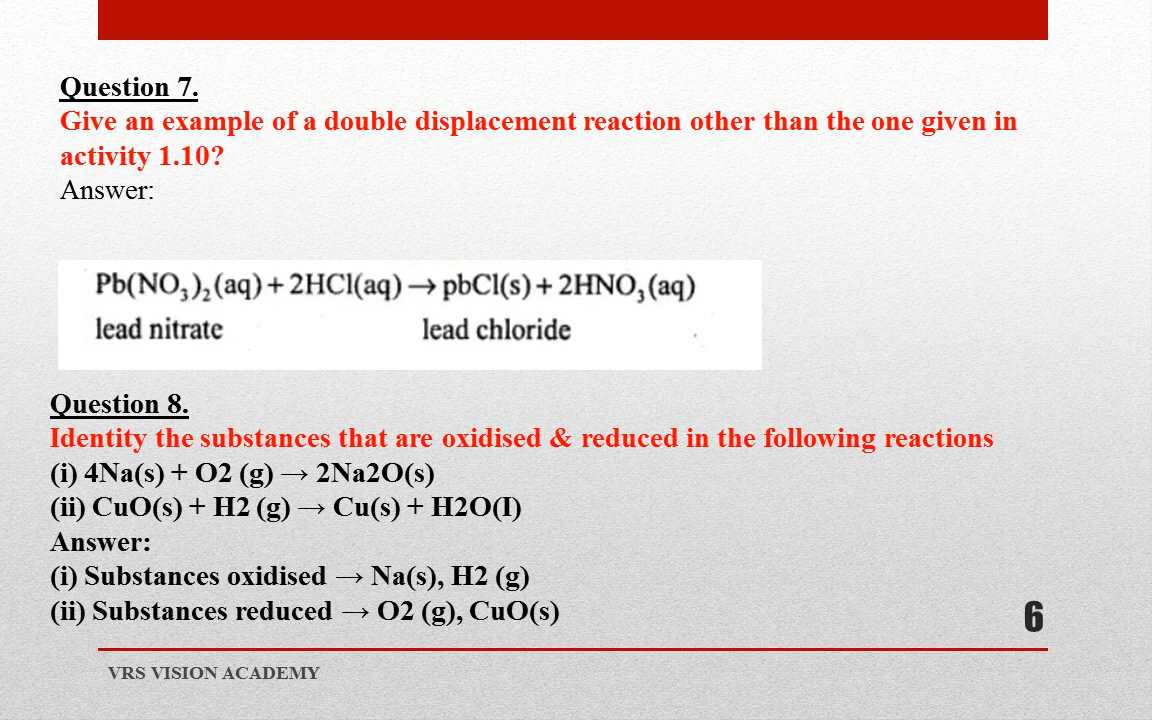 Question 7.
Give an example of a double displacement reaction other than the one given in
activity 1.10?
Answer:
Pb(NO₃)₂(aq) + 2HCl(aq) → pbCl(s) + 2HNO₃(aq)
lead nitrate lead chloride
Question 8.
Identity the substances that are oxidised & reduced in the following reactions
(i) 4Na(s) + O2 (g) → 2Na2O(s)
(ii) CuO(s) + H2 (g) → Cu(s) + H2O(I)
Answer:
(i) Substances oxidised → Na(s), H2 (g)
(ii) Substances reduced → O2 (g), CuO(s)
6
VRS VISION ACADEMY